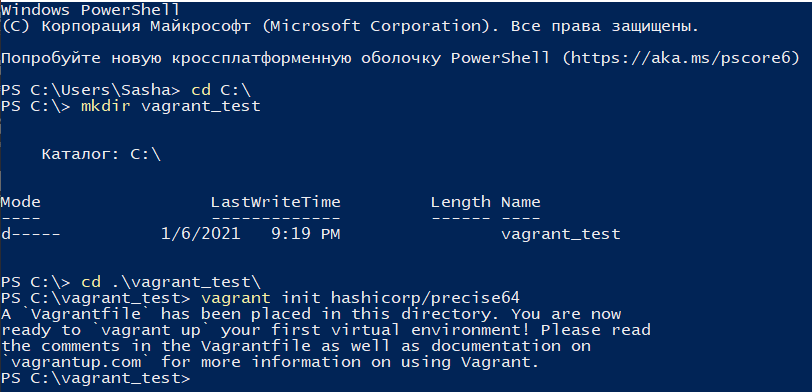 Windows PowerShell
(C) Корпорация Майкрософт (Microsoft Corporation). Все права защищены.
Попробуйте новую кроссплатформенную оболочку PowerShell (https://aka.ms/pscore6)
PS C:\Users\Sasha> cd C:\
PS C:\> mkdir vagrant_test
Каталог: C:\
Mode LastWriteTime Length Name
---- ------------- ------ ----
d----- 1/6/2021 9:19 PM vagrant_test
PS C:\> cd .\vagrant_test\
PS C:\vagrant_test> vagrant init hashicorp/precise64
A `Vagrantfile` has been placed in this directory. You are now
ready to `vagrant up` your first virtual environment! Please read
the comments in the Vagrantfile as well as documentation on
`vagrantup.com` for more information on using Vagrant.
PS C:\vagrant_test>